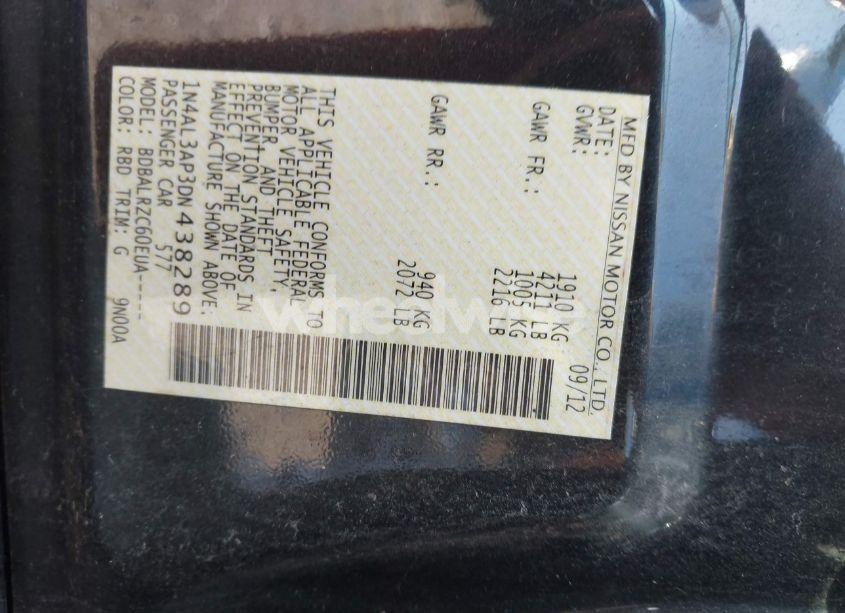 MFD BY NISSAN MOTOR CO., LTD.
DATE: 09/12
GVWR: 1910 KG
4211 LB
GAWR FR.: 1005 KG
2216 LB
GAWR RR.: 940 KG
2072 LB
THIS VEHICLE CONFORMS TO
ALL APPLICABLE FEDERAL
MOTOR VEHICLE SAFETY,
BUMPER, AND THEFT
PREVENTION STANDARDS IN
EFFECT ON THE DATE OF
MANUFACTURE SHOWN ABOVE.
1N4AL3AP3DN438289
PASSENGER CAR 577
MODEL: BDBALRZC60EUA-----
COLOR: RBD TRIM: G 9N00A
wheelwise